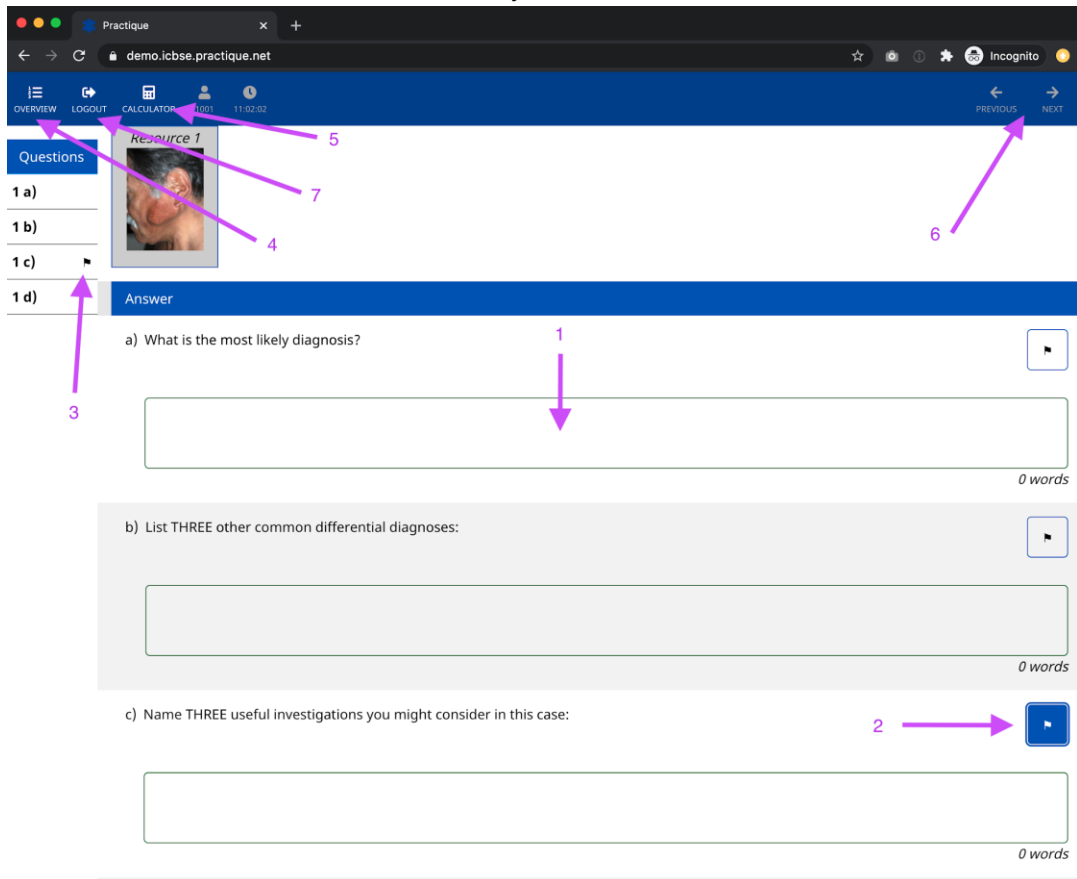 Practique
demo.icbse.practique.net
Incognito
OVERVIEW LOGOUT CALCULATOR 1001 11:02:02 PREVIOUS NEXT
5
Resource 1
Questions
1 a)
7
1 b)
4
6
1 c)
1 d)
Answer
a) What is the most likely diagnosis?
1
3
0 words
b) List THREE other common differential diagnoses:
0 words
c) Name THREE useful investigations you might consider in this case:
2
0 words